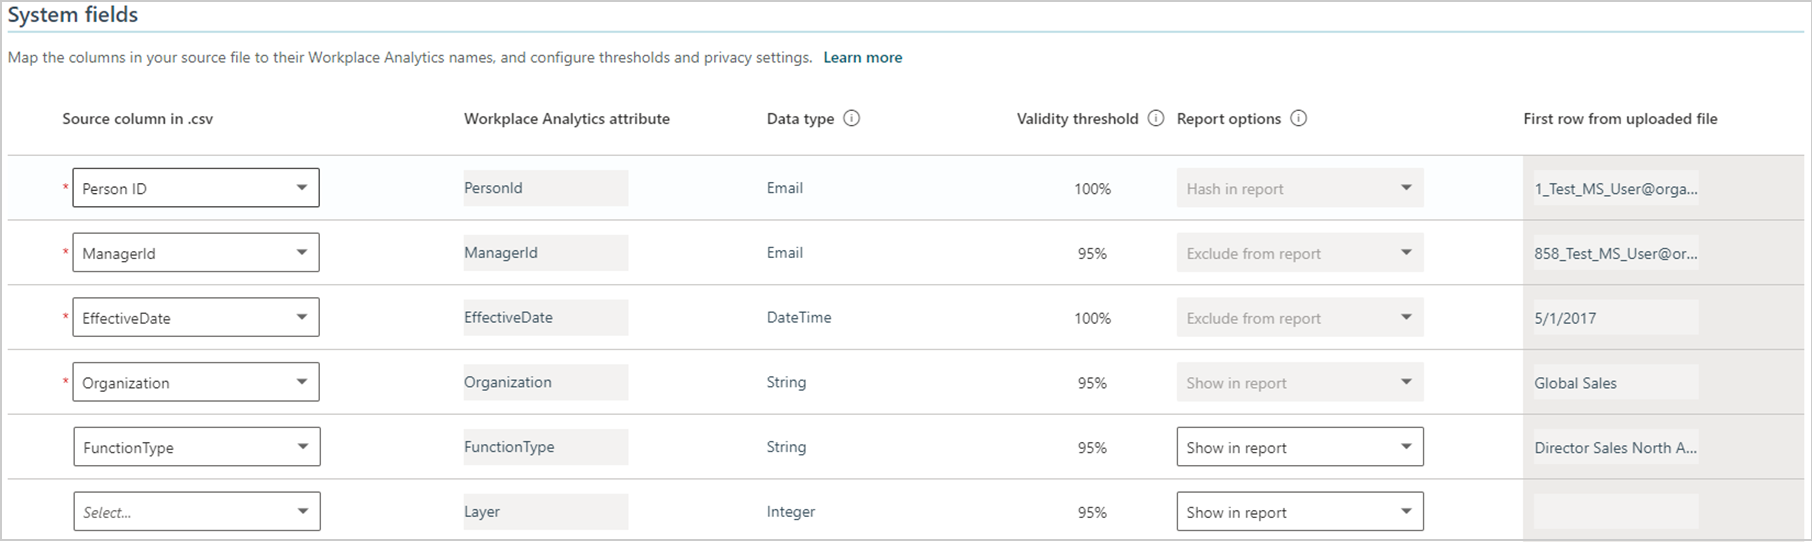 System fields
Map the columns in your source file to their Workplace Analytics names, and configure thresholds and privacy settings. Learn more
Source column in .csv Workplace Analytics attribute Data type Validity threshold Report options First row from uploaded file
* Person ID PersonId Email 100% Hash in report 1_Test_MS_User@orga...
* ManagerId ManagerId Email 95% Exclude from report 858_Test_MS_User@or...
* EffectiveDate EffectiveDate DateTime 100% Exclude from report 5/1/2017
* Organization Organization String 95% Show in report Global Sales
FunctionType FunctionType String 95% Show in report Director Sales North A...
Select... Layer Integer 95% Show in report